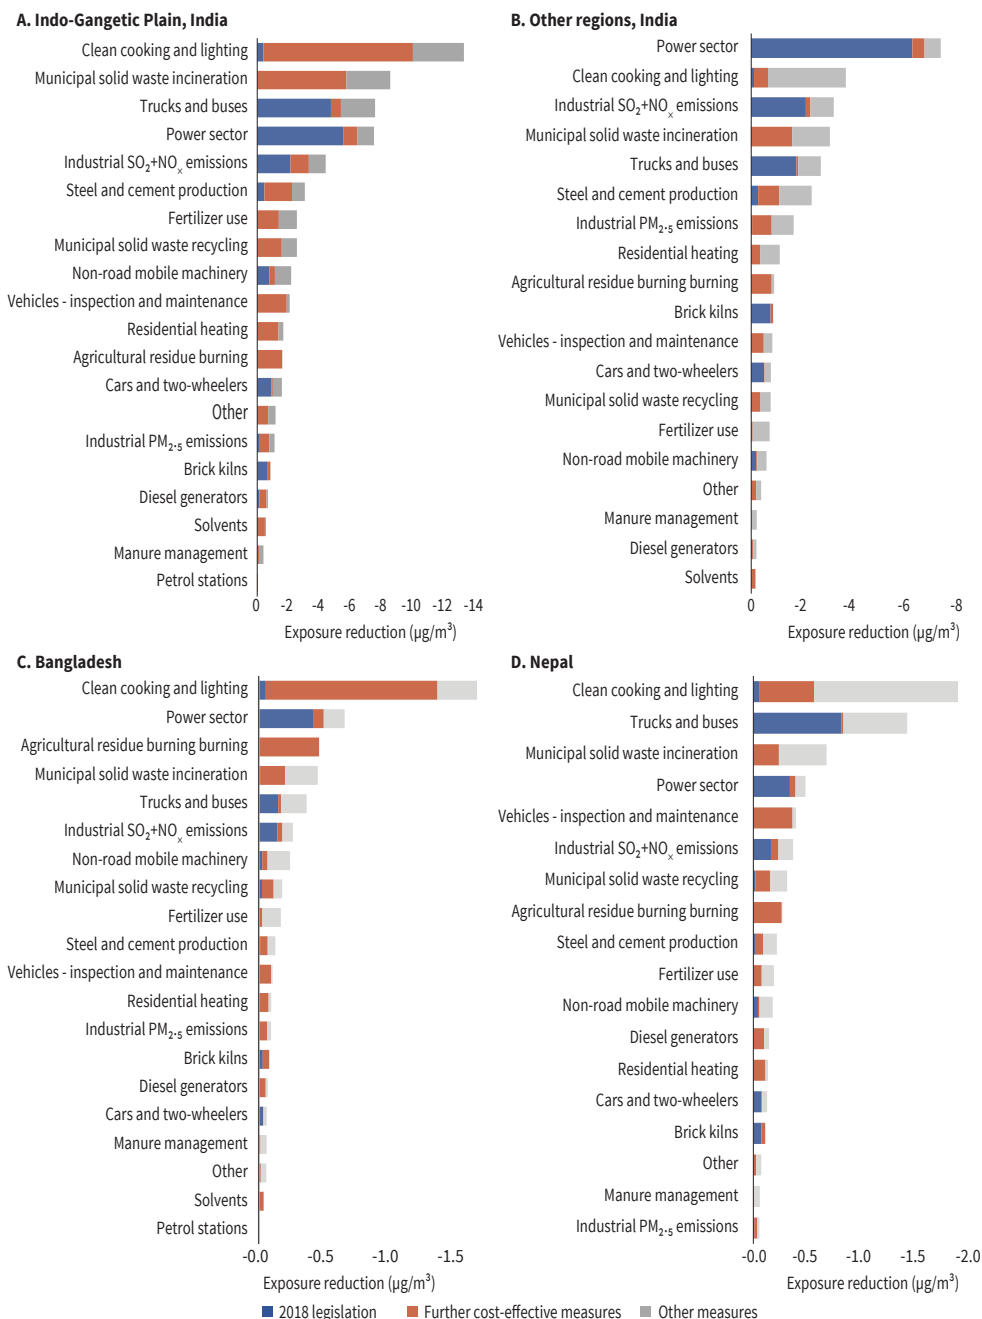 A. Indo-Gangetic Plain, India
Clean cooking and lighting
Municipal solid waste incineration
Trucks and buses
Power sector
Industrial SO₂+NOₓ emissions
Steel and cement production
Fertilizer use
Municipal solid waste recycling
Non-road mobile machinery
Vehicles - inspection and maintenance
Residential heating
Agricultural residue burning
Cars and two-wheelers
Other
Industrial PM₂.₅ emissions
Brick kilns
Diesel generators
Solvents
Manure management
Petrol stations
0 -2 -4 -6 -8 -10 -12 -14
Exposure reduction (µg/m³)
B. Other regions, India
Power sector
Clean cooking and lighting
Industrial SO₂+NOₓ emissions
Municipal solid waste incineration
Trucks and buses
Steel and cement production
Industrial PM₂.₅ emissions
Residential heating
Agricultural residue burning burning
Brick kilns
Vehicles - inspection and maintenance
Cars and two-wheelers
Municipal solid waste recycling
Fertilizer use
Non-road mobile machinery
Other
Manure management
Diesel generators
Solvents
0 -2 -4 -6 -8
Exposure reduction (µg/m³)
C. Bangladesh
Clean cooking and lighting
Power sector
Agricultural residue burning burning
Municipal solid waste incineration
Trucks and buses
Industrial SO₂+NOₓ emissions
Non-road mobile machinery
Municipal solid waste recycling
Fertilizer use
Steel and cement production
Vehicles - inspection and maintenance
Residential heating
Industrial PM₂.₅ emissions
Brick kilns
Diesel generators
Cars and two-wheelers
Manure management
Other
Solvents
Petrol stations
-0.0 -0.5 -1.0 -1.5
Exposure reduction (µg/m³)
D. Nepal
Clean cooking and lighting
Trucks and buses
Municipal solid waste incineration
Power sector
Vehicles - inspection and maintenance
Industrial SO₂+NOₓ emissions
Municipal solid waste recycling
Agricultural residue burning burning
Steel and cement production
Fertilizer use
Non-road mobile machinery
Diesel generators
Residential heating
Cars and two-wheelers
Brick kilns
Other
Manure management
Industrial PM₂.₅ emissions
-0.0 -0.5 -1.0 -1.5 -2.0
Exposure reduction (µg/m³)
2018 legislation Further cost-effective measures Other measures